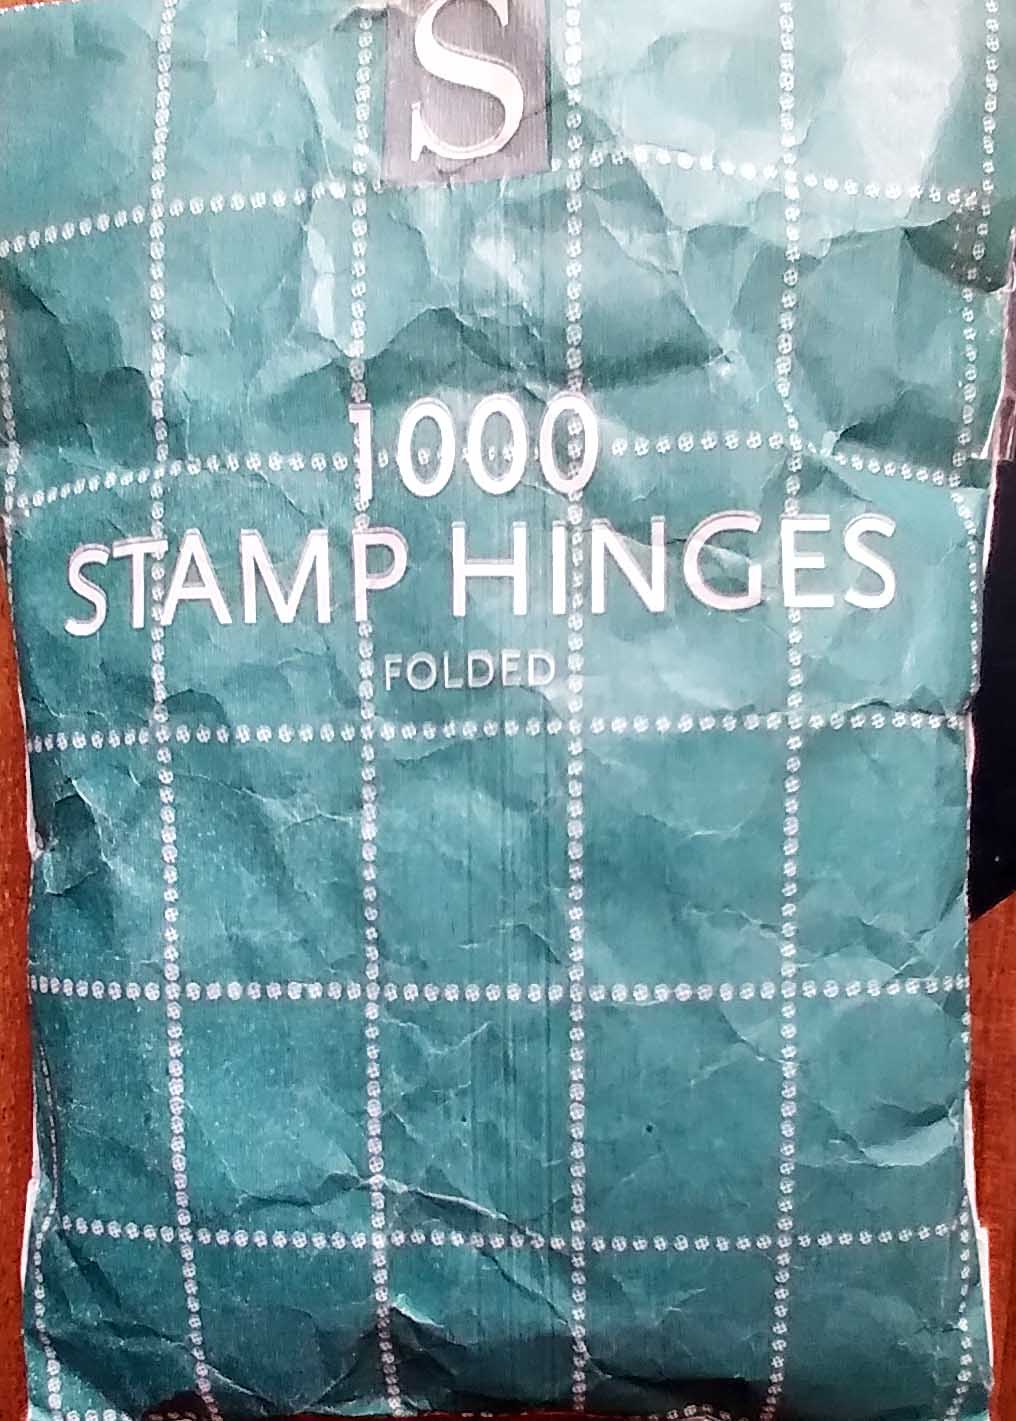 S
1000
STAMP HINGES
FOLDED